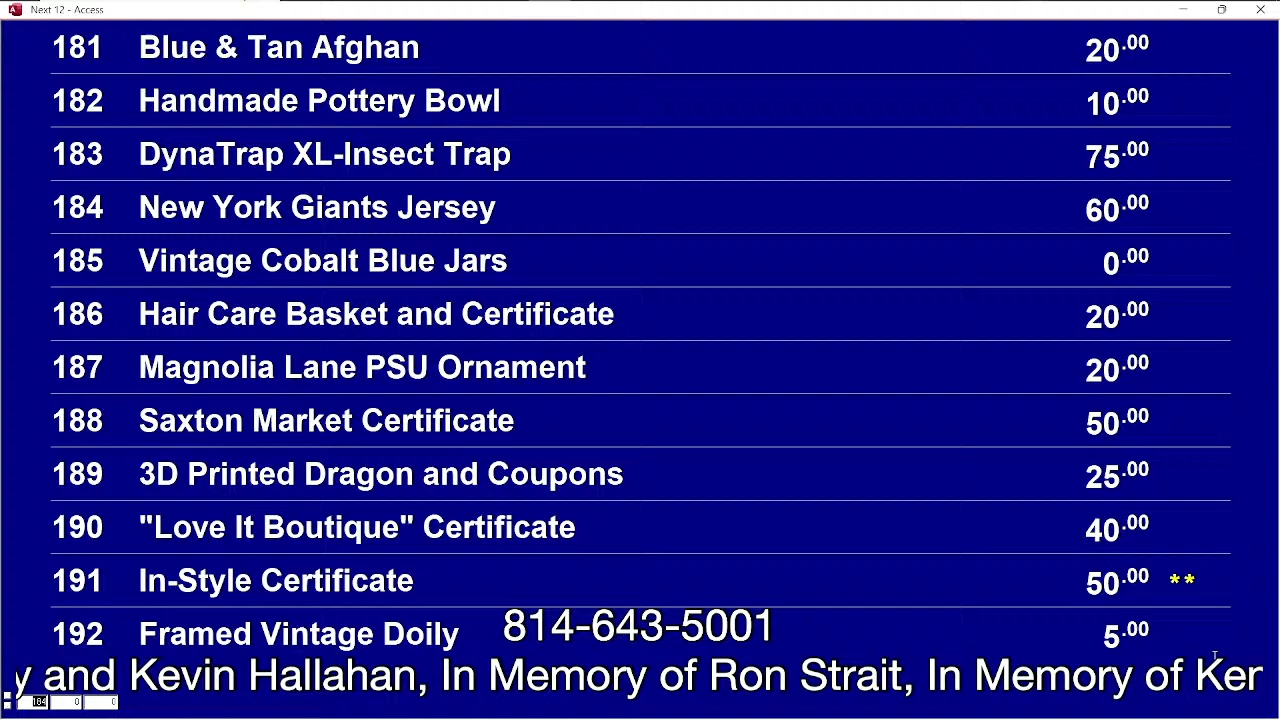 Next 12 - Access
181 Blue & Tan Afghan 20.00
182 Handmade Pottery Bowl 10.00
183 DynaTrap XL-Insect Trap 75.00
184 New York Giants Jersey 60.00
185 Vintage Cobalt Blue Jars 0.00
186 Hair Care Basket and Certificate 20.00
187 Magnolia Lane PSU Ornament 20.00
188 Saxton Market Certificate 50.00
189 3D Printed Dragon and Coupons 25.00
190 "Love It Boutique" Certificate 40.00
191 In-Style Certificate 50.00 **
192 Framed Vintage Doily 5.00
814-643-5001
y and Kevin Hallahan, In Memory of Ron Strait, In Memory of Ker
184 0 0